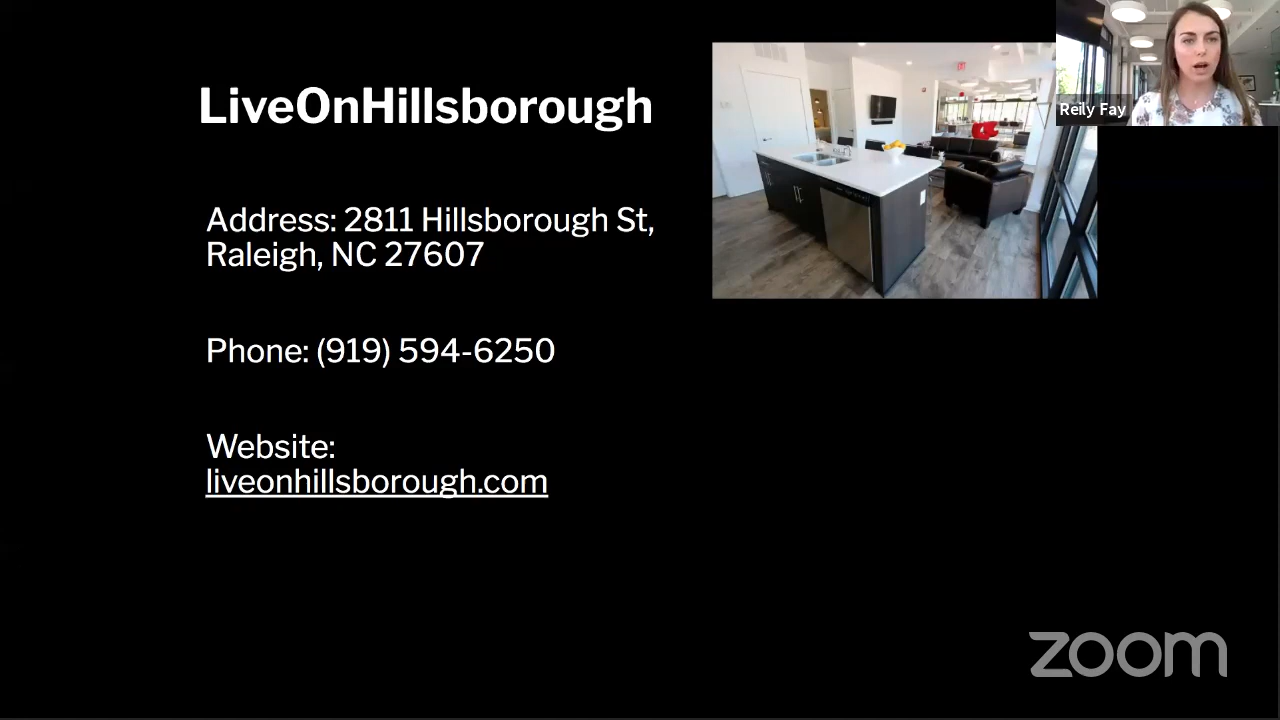 LiveOnHillsborough
Address: 2811 Hillsborough St,
Raleigh, NC 27607
Phone: (919) 594-6250
Website:
liveonhillsborough.com
Reily Fay
zoom